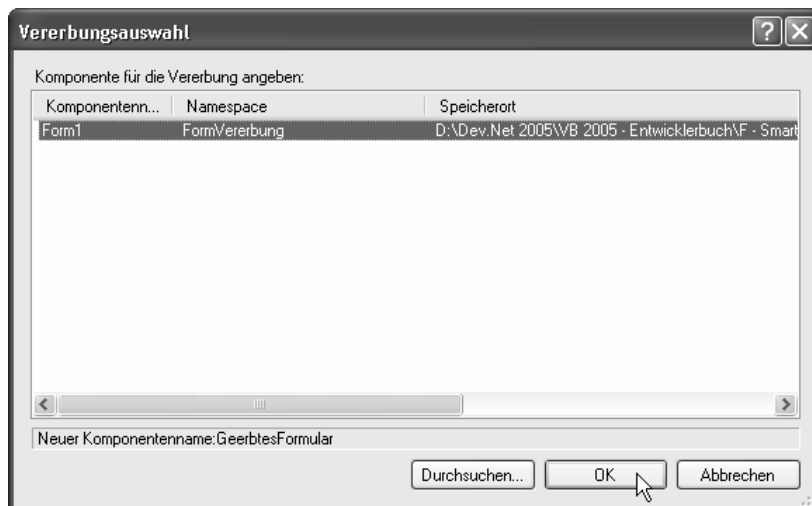 Vererbungsauswahl
Komponente für die Vererbung angeben:
Komponentenn... Namespace Speicherort
Form1 FormVererbung D:\Dev.Net 2005\VB 2005 - Entwicklerbuch\F - Smart
Neuer Komponentenname:GeerbtesFormular
Durchsuchen... OK Abbrechen